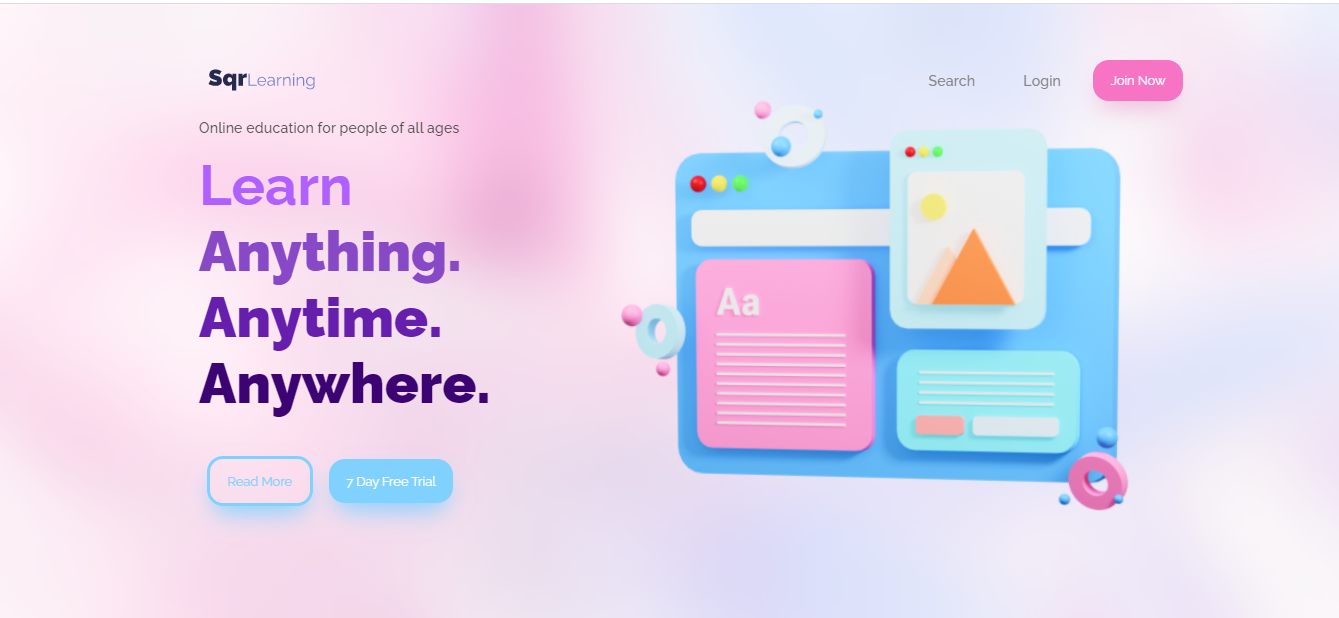 SqrLearning
Search
Login
Join Now
Online education for people of all ages
Learn
Anything.
Anytime.
Anywhere.
Aa
Read More
7 Day Free Trial